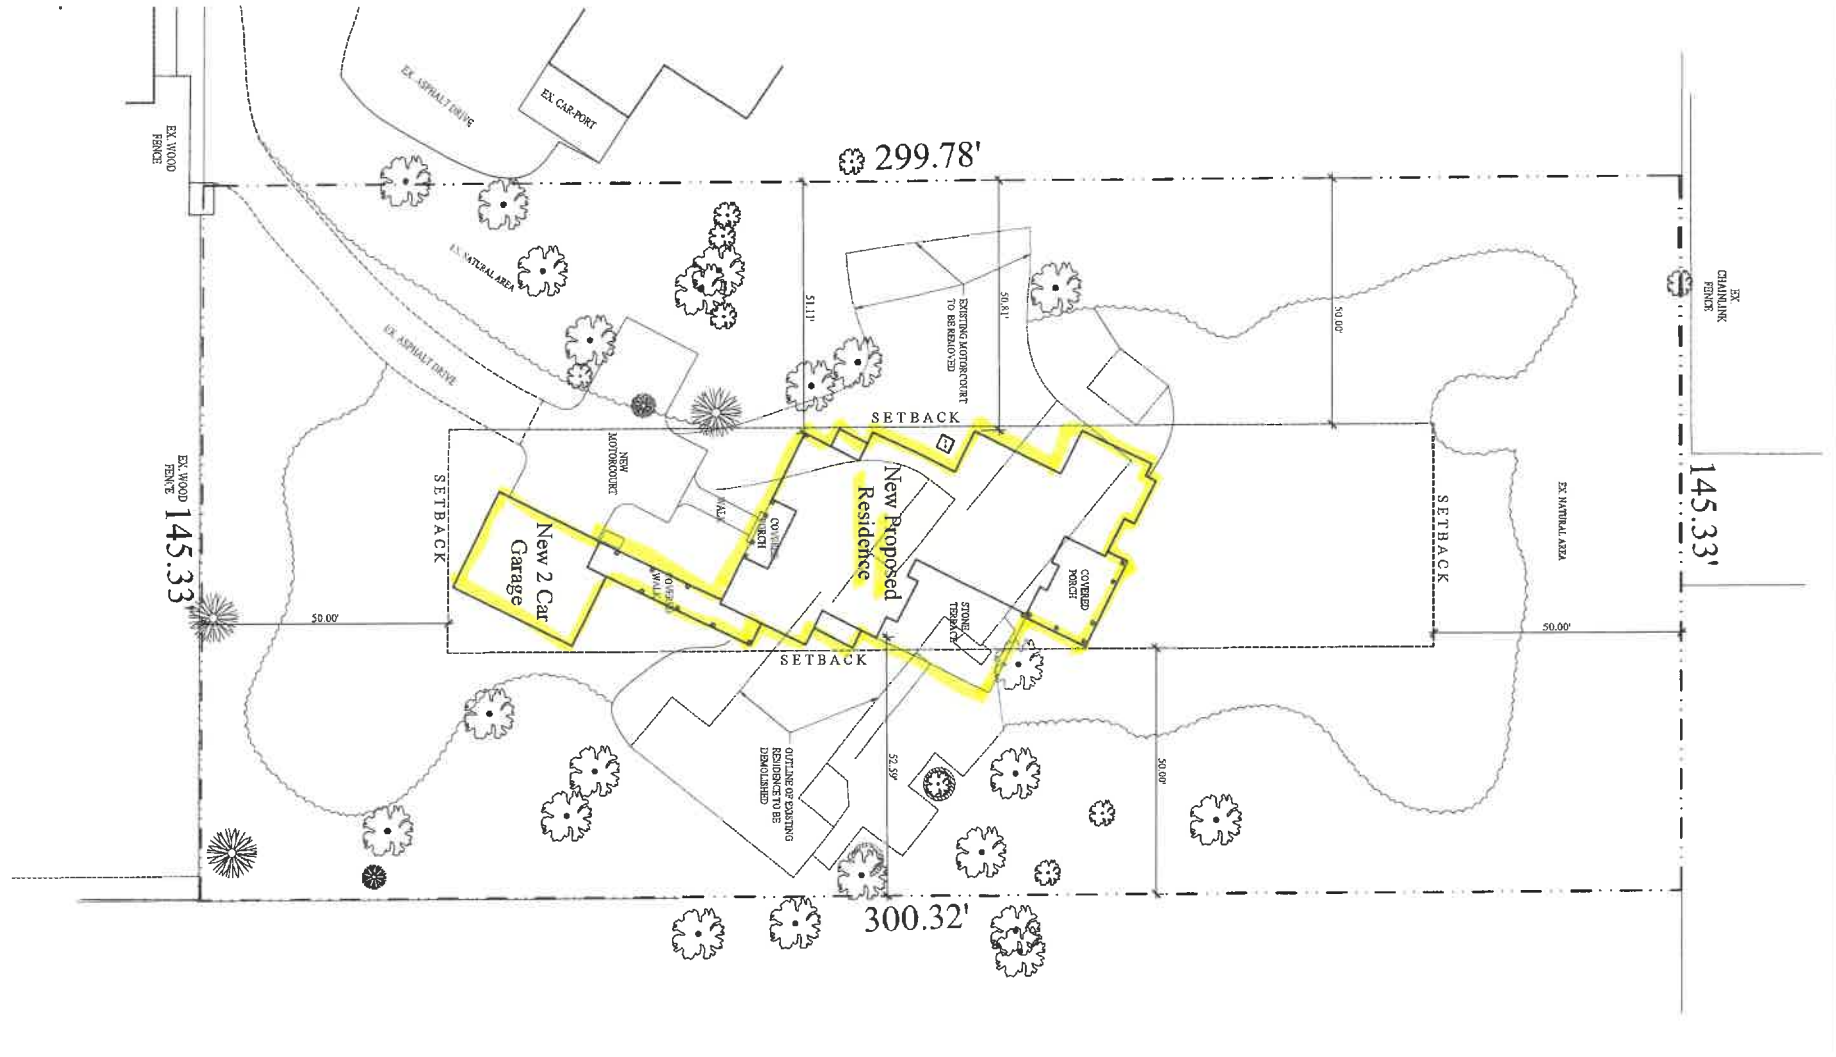 EX. ASPHALT DRIVE
EX. CAR-PORT
EX. WOOD
FENCE
299.78'
EX. NATURAL AREA
EX. ASPHALT DRIVE
51.11'
EXISTING MOTORCOURT
TO BE REMOVED
50.81'
50.00'
EX
CHAINLINK
FENCE
SETBACK
NEW
MOTORCOURT
SETBACK
EX. WOOD
FENCE
145.33'
WALK
COVERED
PORCH
New Proposed
Residence
New 2 Car
Garage
COVERED
WALK
STONE
TERRACE
COVERED
PORCH
SETBACK
EX NATURAL AREA
145.33'
50.00'
50.00'
SETBACK
OUTLINE OF EXISTING
RESIDENCE TO BE
DEMOLISHED
52.59'
50.00'
300.32'